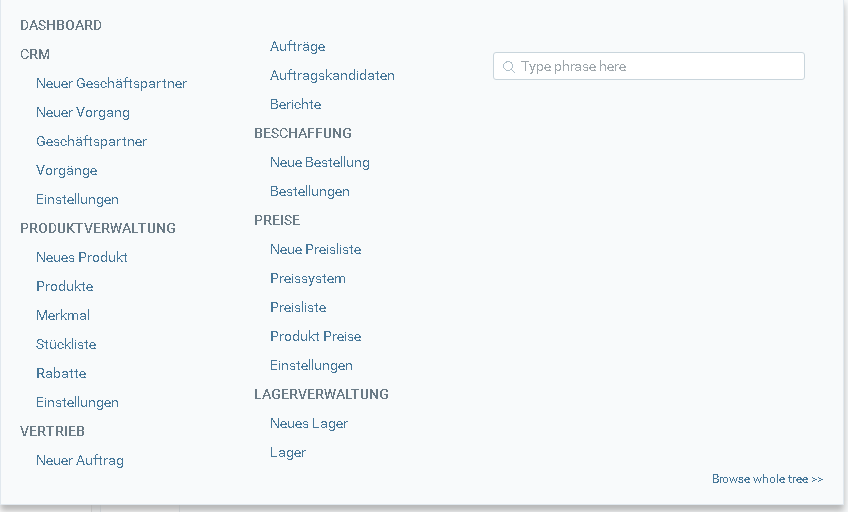 DASHBOARD
CRM
Neuer Geschäftspartner
Neuer Vorgang
Geschäftspartner
Vorgänge
Einstellungen
PRODUKTVERWALTUNG
Neues Produkt
Produkte
Merkmal
Stückliste
Rabatte
Einstellungen
VERTRIEB
Neuer Auftrag
Aufträge
Auftragskandidaten
Berichte
BESCHAFFUNG
Neue Bestellung
Bestellungen
PREISE
Neue Preisliste
Preissystem
Preisliste
Produkt Preise
Einstellungen
LAGERVERWALTUNG
Neues Lager
Lager
Type phrase here
Browse whole tree >>